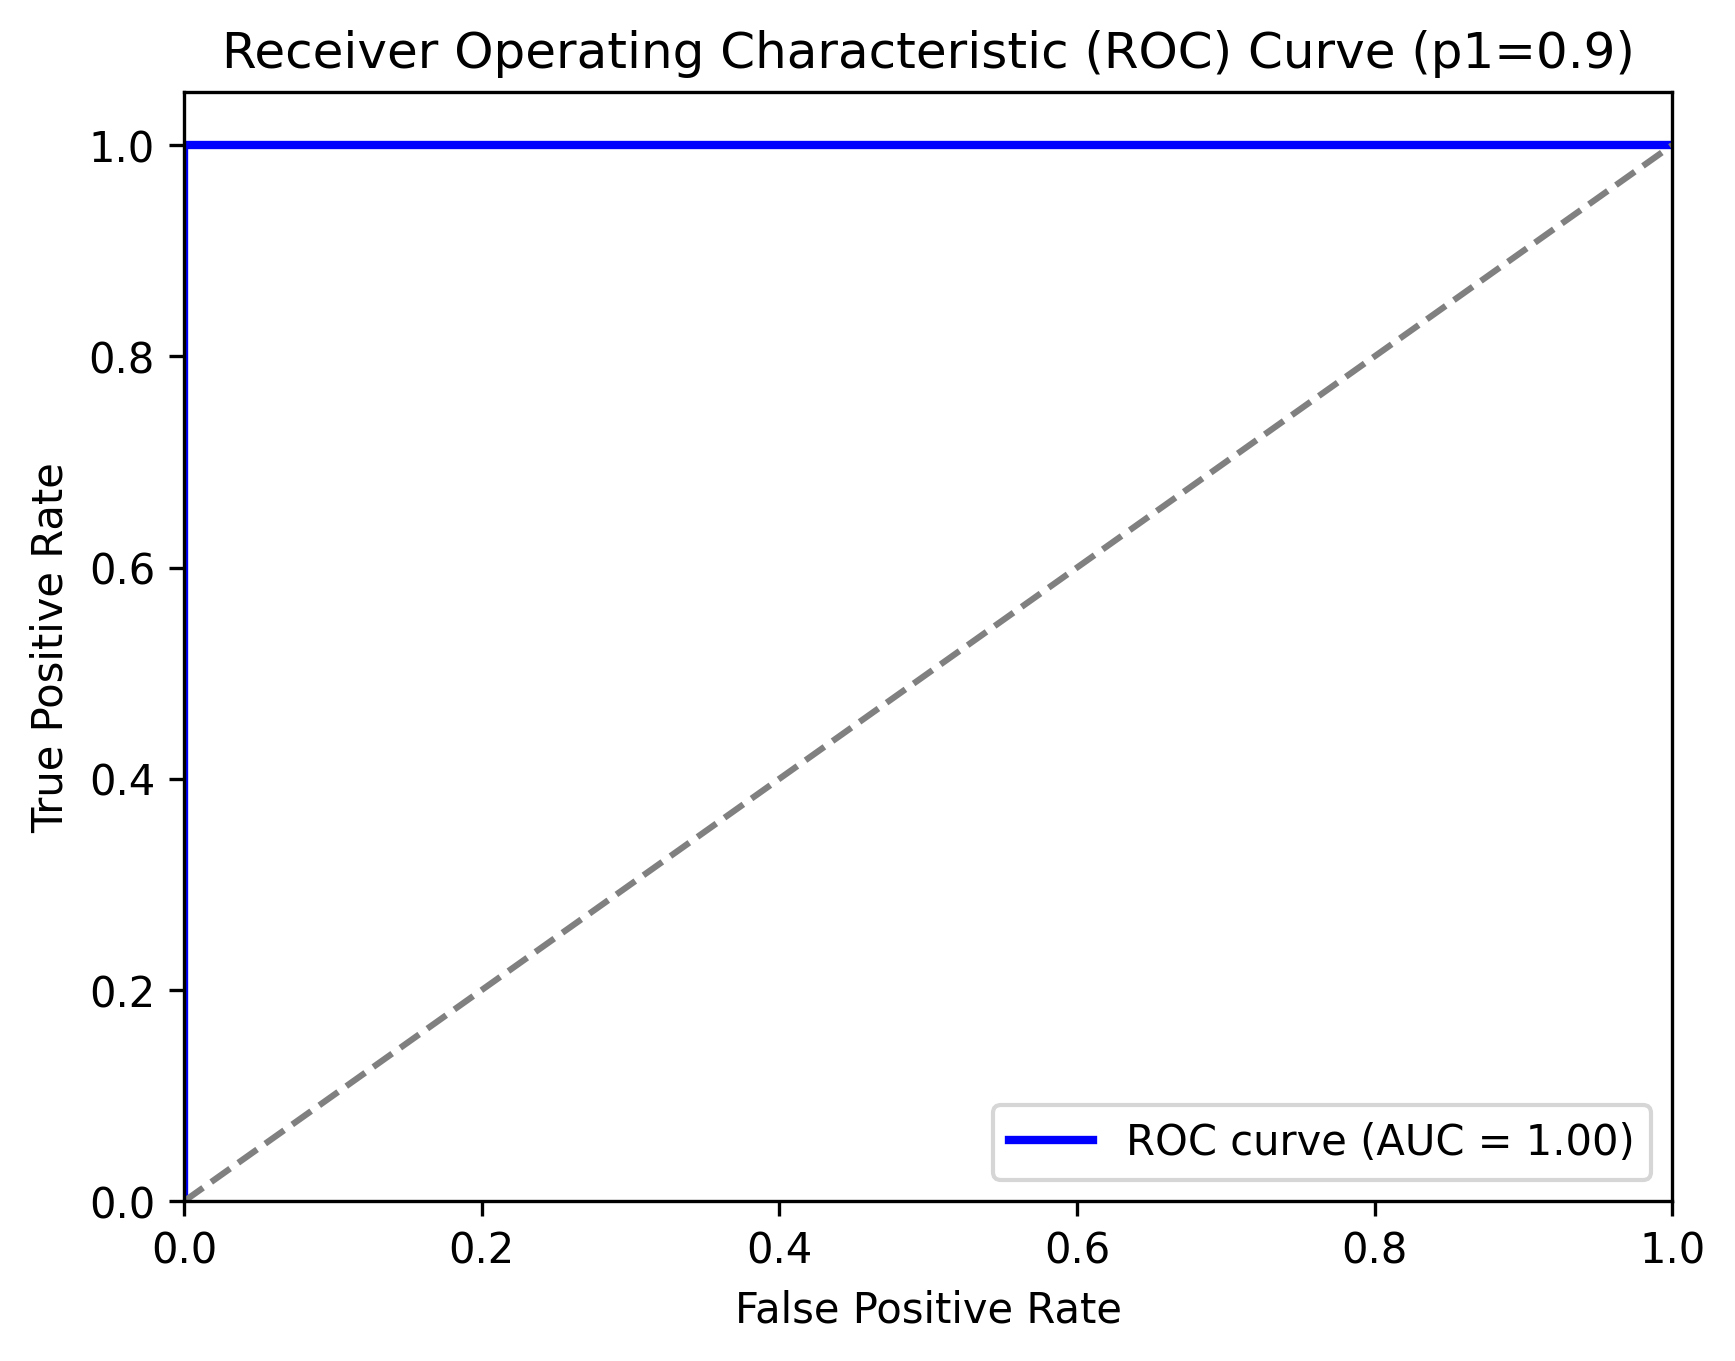 Receiver Operating Characteristic (ROC) Curve (p1=0.9)
True Positive Rate
1.0
0.8
0.6
0.4
0.2
0.0
ROC curve (AUC = 1.00)
0.0 0.2 0.4 0.6 0.8 1.0
False Positive Rate